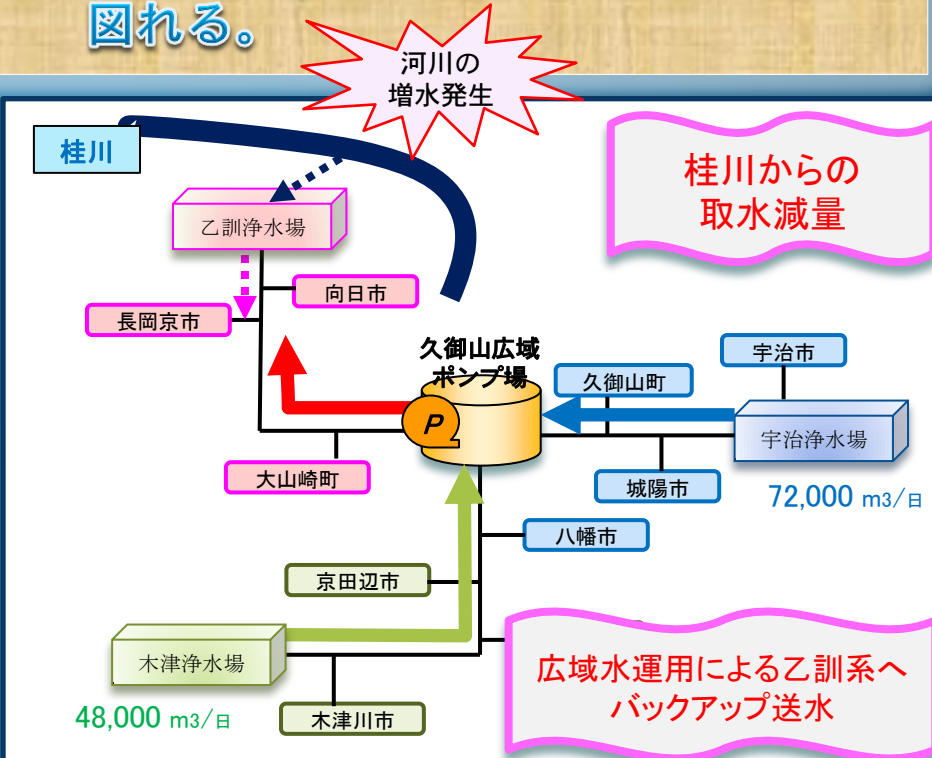 図れる。
河川の
増水発生
桂川
桂川からの
取水減量
乙訓浄水場
向日市
長岡京市
久御山広域
ポンプ場
宇治市
久御山町
P
宇治浄水場
大山崎町
城陽市
72,000 m3/日
八幡市
京田辺市
木津浄水場
広域水運用による乙訓系へ
バックアップ送水
48,000 m3/日
木津川市